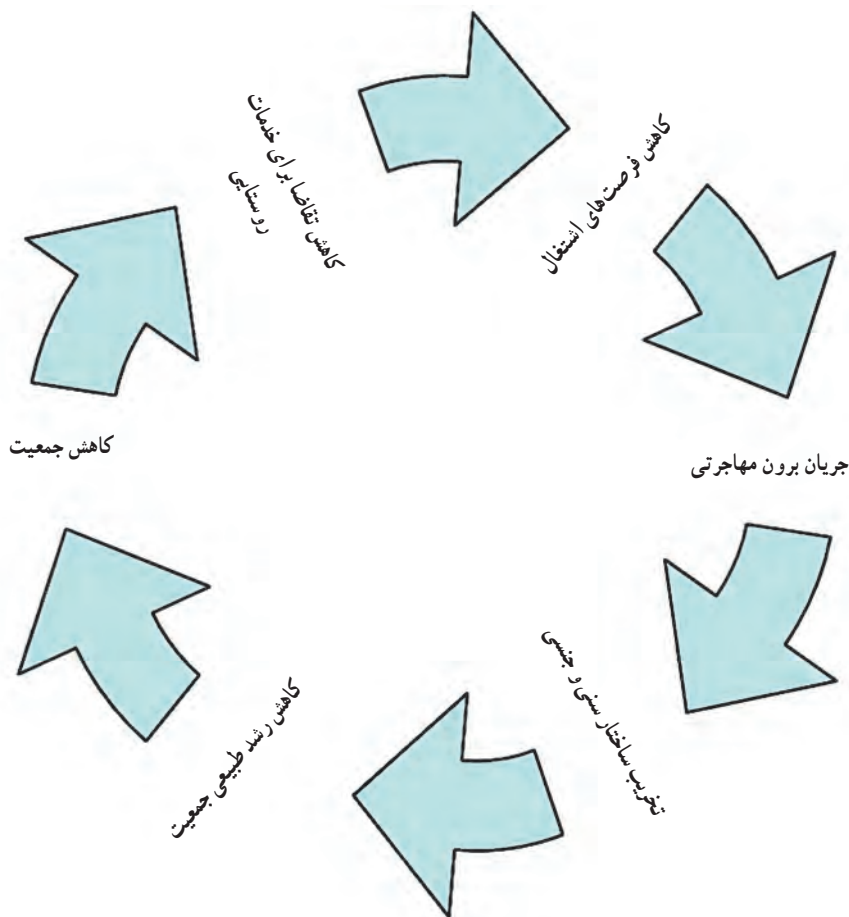 کاهش تقاضا برای خدمات
روستایی
کاهش فرصت‌های اشتغال
جریان برون مهاجرتی
تخریب ساختار سنی و جنسی
کاهش رشد طبیعی جمعیت
کاهش جمعیت